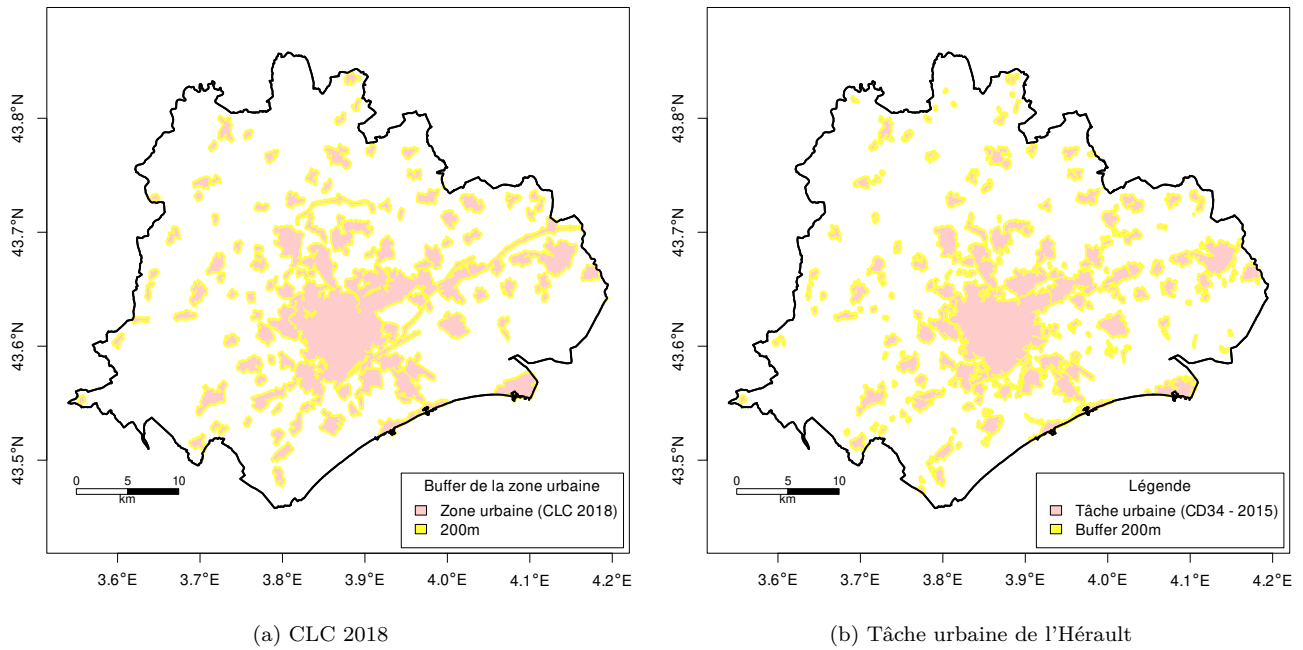 43.8°N
43.7°N
43.6°N
43.5°N
0 5 10
km
Buffer de la zone urbaine
Zone urbaine (CLC 2018)
200m
3.6°E 3.7°E 3.8°E 3.9°E 4.0°E 4.1°E 4.2°E
(a) CLC 2018
43.8°N
43.7°N
43.6°N
43.5°N
0 5 10
km
Légende
Tâche urbaine (CD34 - 2015)
Buffer 200m
3.6°E 3.7°E 3.8°E 3.9°E 4.0°E 4.1°E 4.2°E
(b) Tâche urbaine de l'Hérault